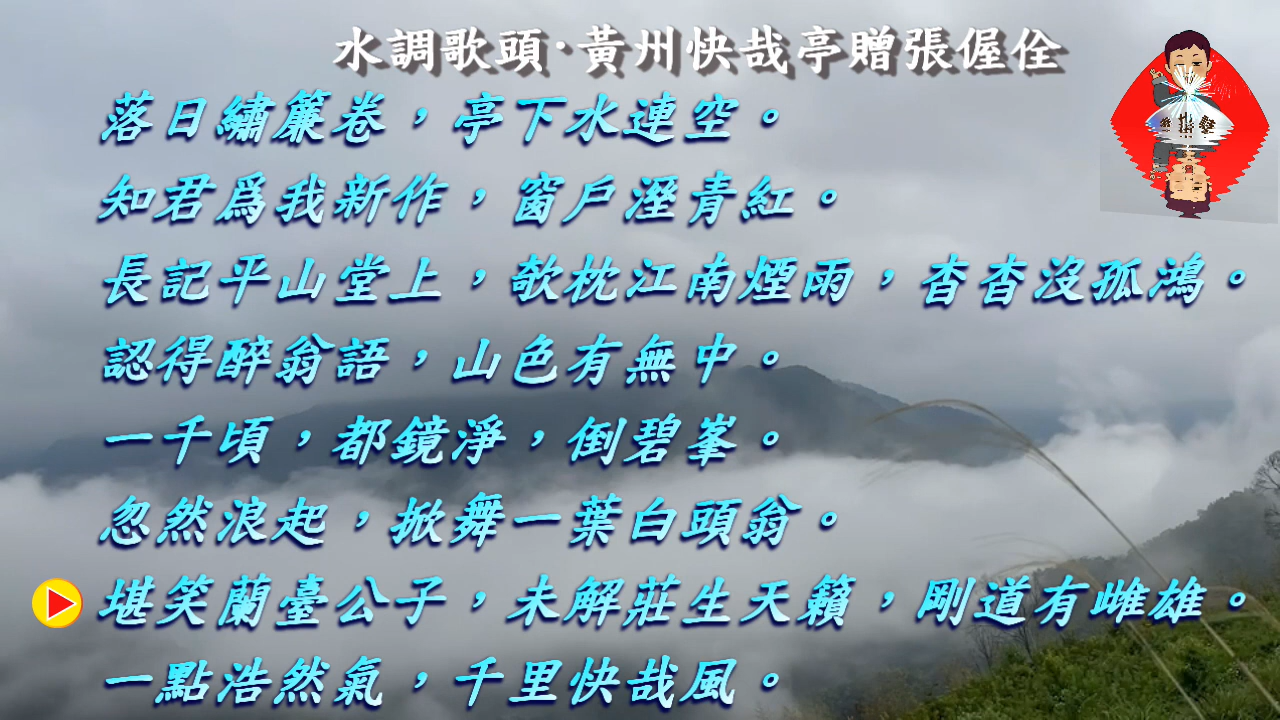 水調歌頭·黃州快哉亭贈張偓佺
落日繡簾卷，亭下水連空。
知君爲我新作，窗戶溼青紅。
長記平山堂上，欹枕江南煙雨，杳杳沒孤鴻。
認得醉翁語，山色有無中。
一千頃，都鏡淨，倒碧峯。
忽然浪起，掀舞一葉白頭翁。
堪笑蘭臺公子，未解莊生天籟，剛道有雌雄。
一點浩然氣，千里快哉風。